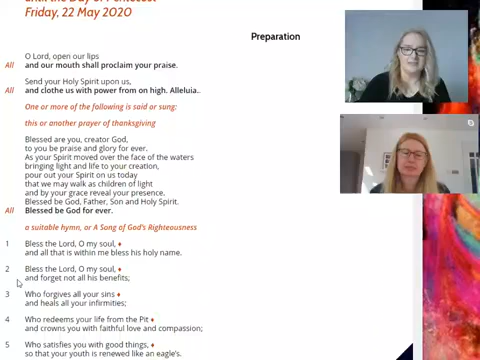 Until the Day of Pentecost
Friday, 22 May 2020
Preparation
O Lord, open our lips
All and our mouth shall proclaim your praise.
Send your Holy Spirit upon us,
All and clothe us with power from on high. Alleluia..
One or more of the following is said or sung:
this or another prayer of thanksgiving
Blessed are you, creator God,
to you be praise and glory for ever.
As your Spirit moved over the face of the waters
bringing light and life to your creation,
pour out your Spirit on us today
that we may walk as children of light
and by your grace reveal your presence.
Blessed be God, Father, Son and Holy Spirit.
All Blessed be God for ever.
a suitable hymn, or A Song of God's Righteousness
1 Bless the Lord, O my soul, ♦
and all that is within me bless his holy name.
2 Bless the Lord, O my soul, ♦
and forget not all his benefits;
3 Who forgives all your sins ♦
and heals all your infirmities;
4 Who redeems your life from the Pit ♦
and crowns you with faithful love and compassion;
5 Who satisfies you with good things, ♦
so that your youth is renewed like an eagle's.